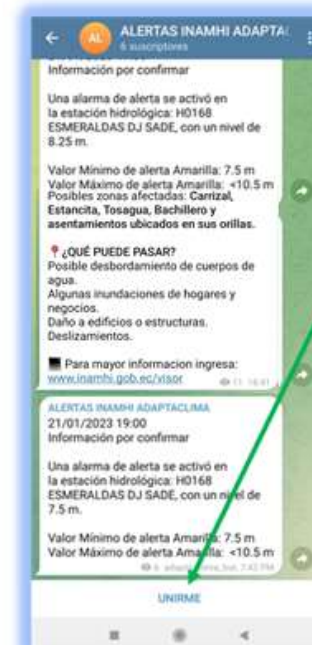 ALERTAS INAMHI ADAPTA
6 suscriptores
Información por confirmar
Una alarma de alerta se activó en
la estación hidrológica: H0168
ESMERALDAS DJ SADE, con un nivel de
8.25 m.
Valor Mínimo de alerta Amarilla: 7.5 m
Valor Máximo de alerta Amarilla: <10.5 m
Posibles zonas afectadas: Carrizal,
Estancita, Tosagua, Bachillero y
asentamientos ubicados en sus orillas.
¿QUÉ PUEDE PASAR?
Posible desbordamiento de cuerpos de
agua.
Algunas inundaciones de hogares y
negocios.
Daño a edificios o estructuras.
Deslizamientos.
Para mayor informacion ingresa:
www.inamhi.gob.ec/visor
ALERTAS INAMHI ADAPTACLIMA
21/01/2023 19:00
Información por confirmar
Una alarma de alerta se activó en
la estación hidrológica: H0168
ESMERALDAS DJ SADE, con un nivel de
7.5 m.
Valor Mínimo de alerta Amarilla: 7.5 m
Valor Máximo de alerta Amarilla: <10.5 m
7:42 PM
UNIRME